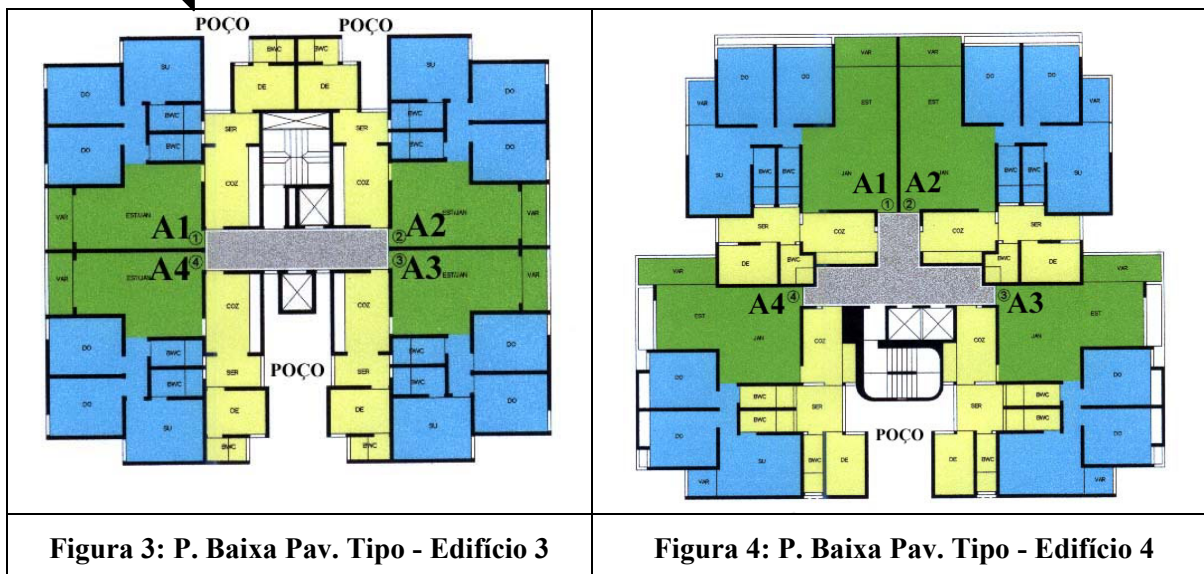 POÇO POÇO
BWC BWC
SU DE DE SU
DO DO
SER SER
BWC BWC
DO BWC BWC DO
COZ COZ
VAR EST/JAN EST/JAN VAR
A1 ① ② A2
A4 ④ ③ A3
VAR EST/JAN EST/JAN VAR
COZ COZ
DO BWC BWC DO
SER POÇO SER
BWC BWC
DO DE DE DO
SU SU
BWC BWC
Figura 3: P. Baixa Pav. Tipo - Edifício 3
VAR VAR
DO DO EST EST DO DO
VAR VAR
SU BWC BWC JAN JAN BWC BWC SU
A1 A2
① ②
SER COZ COZ SER
DE BWC BWC DE
VAR VAR
A4 ④ ③ A3
EST EST
JAN COZ COZ JAN
DO DO
BWC BWC
SER SER
BWC BWC
DO POÇO DO
SU BWC DE DE BWC
VAR VAR
Figura 4: P. Baixa Pav. Tipo - Edifício 4